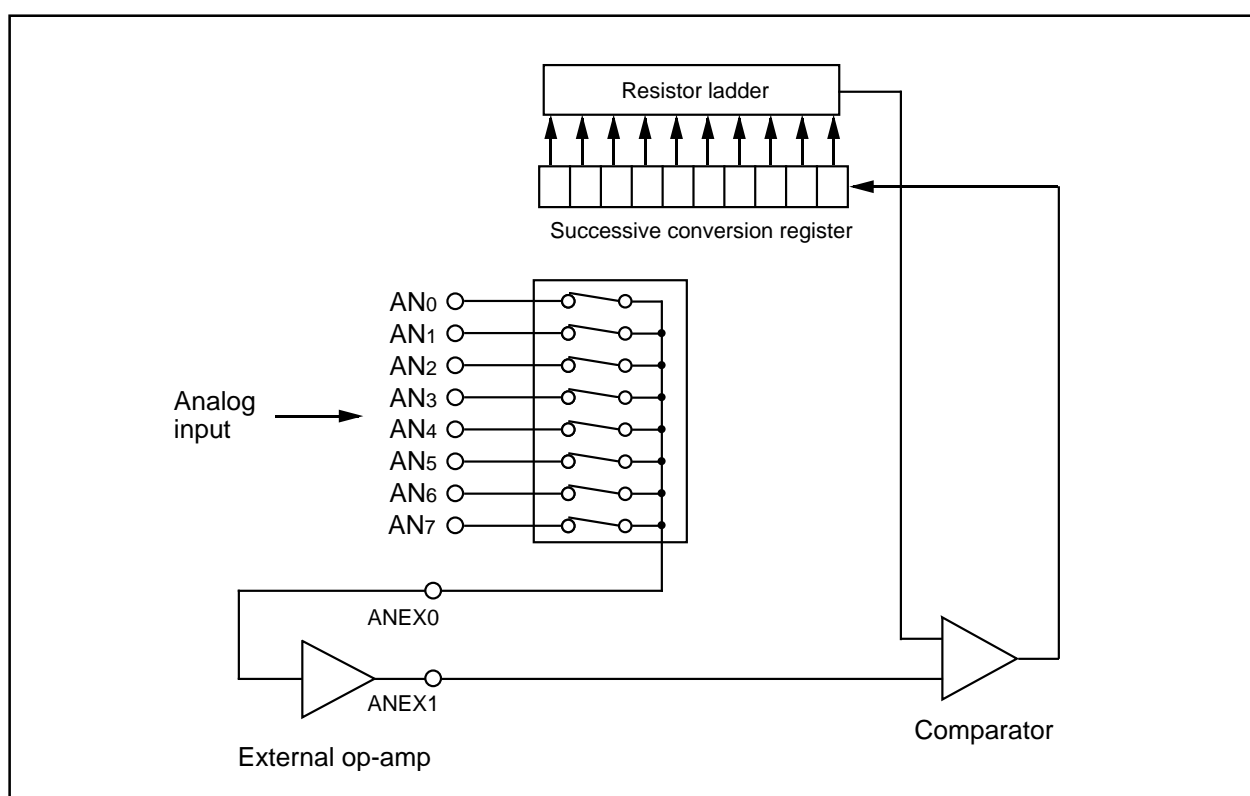 Resistor ladder
Successive conversion register
AN0
AN1
AN2
AN3
AN4
AN5
AN6
AN7
Analog
input
ANEX0
ANEX1
External op-amp
Comparator